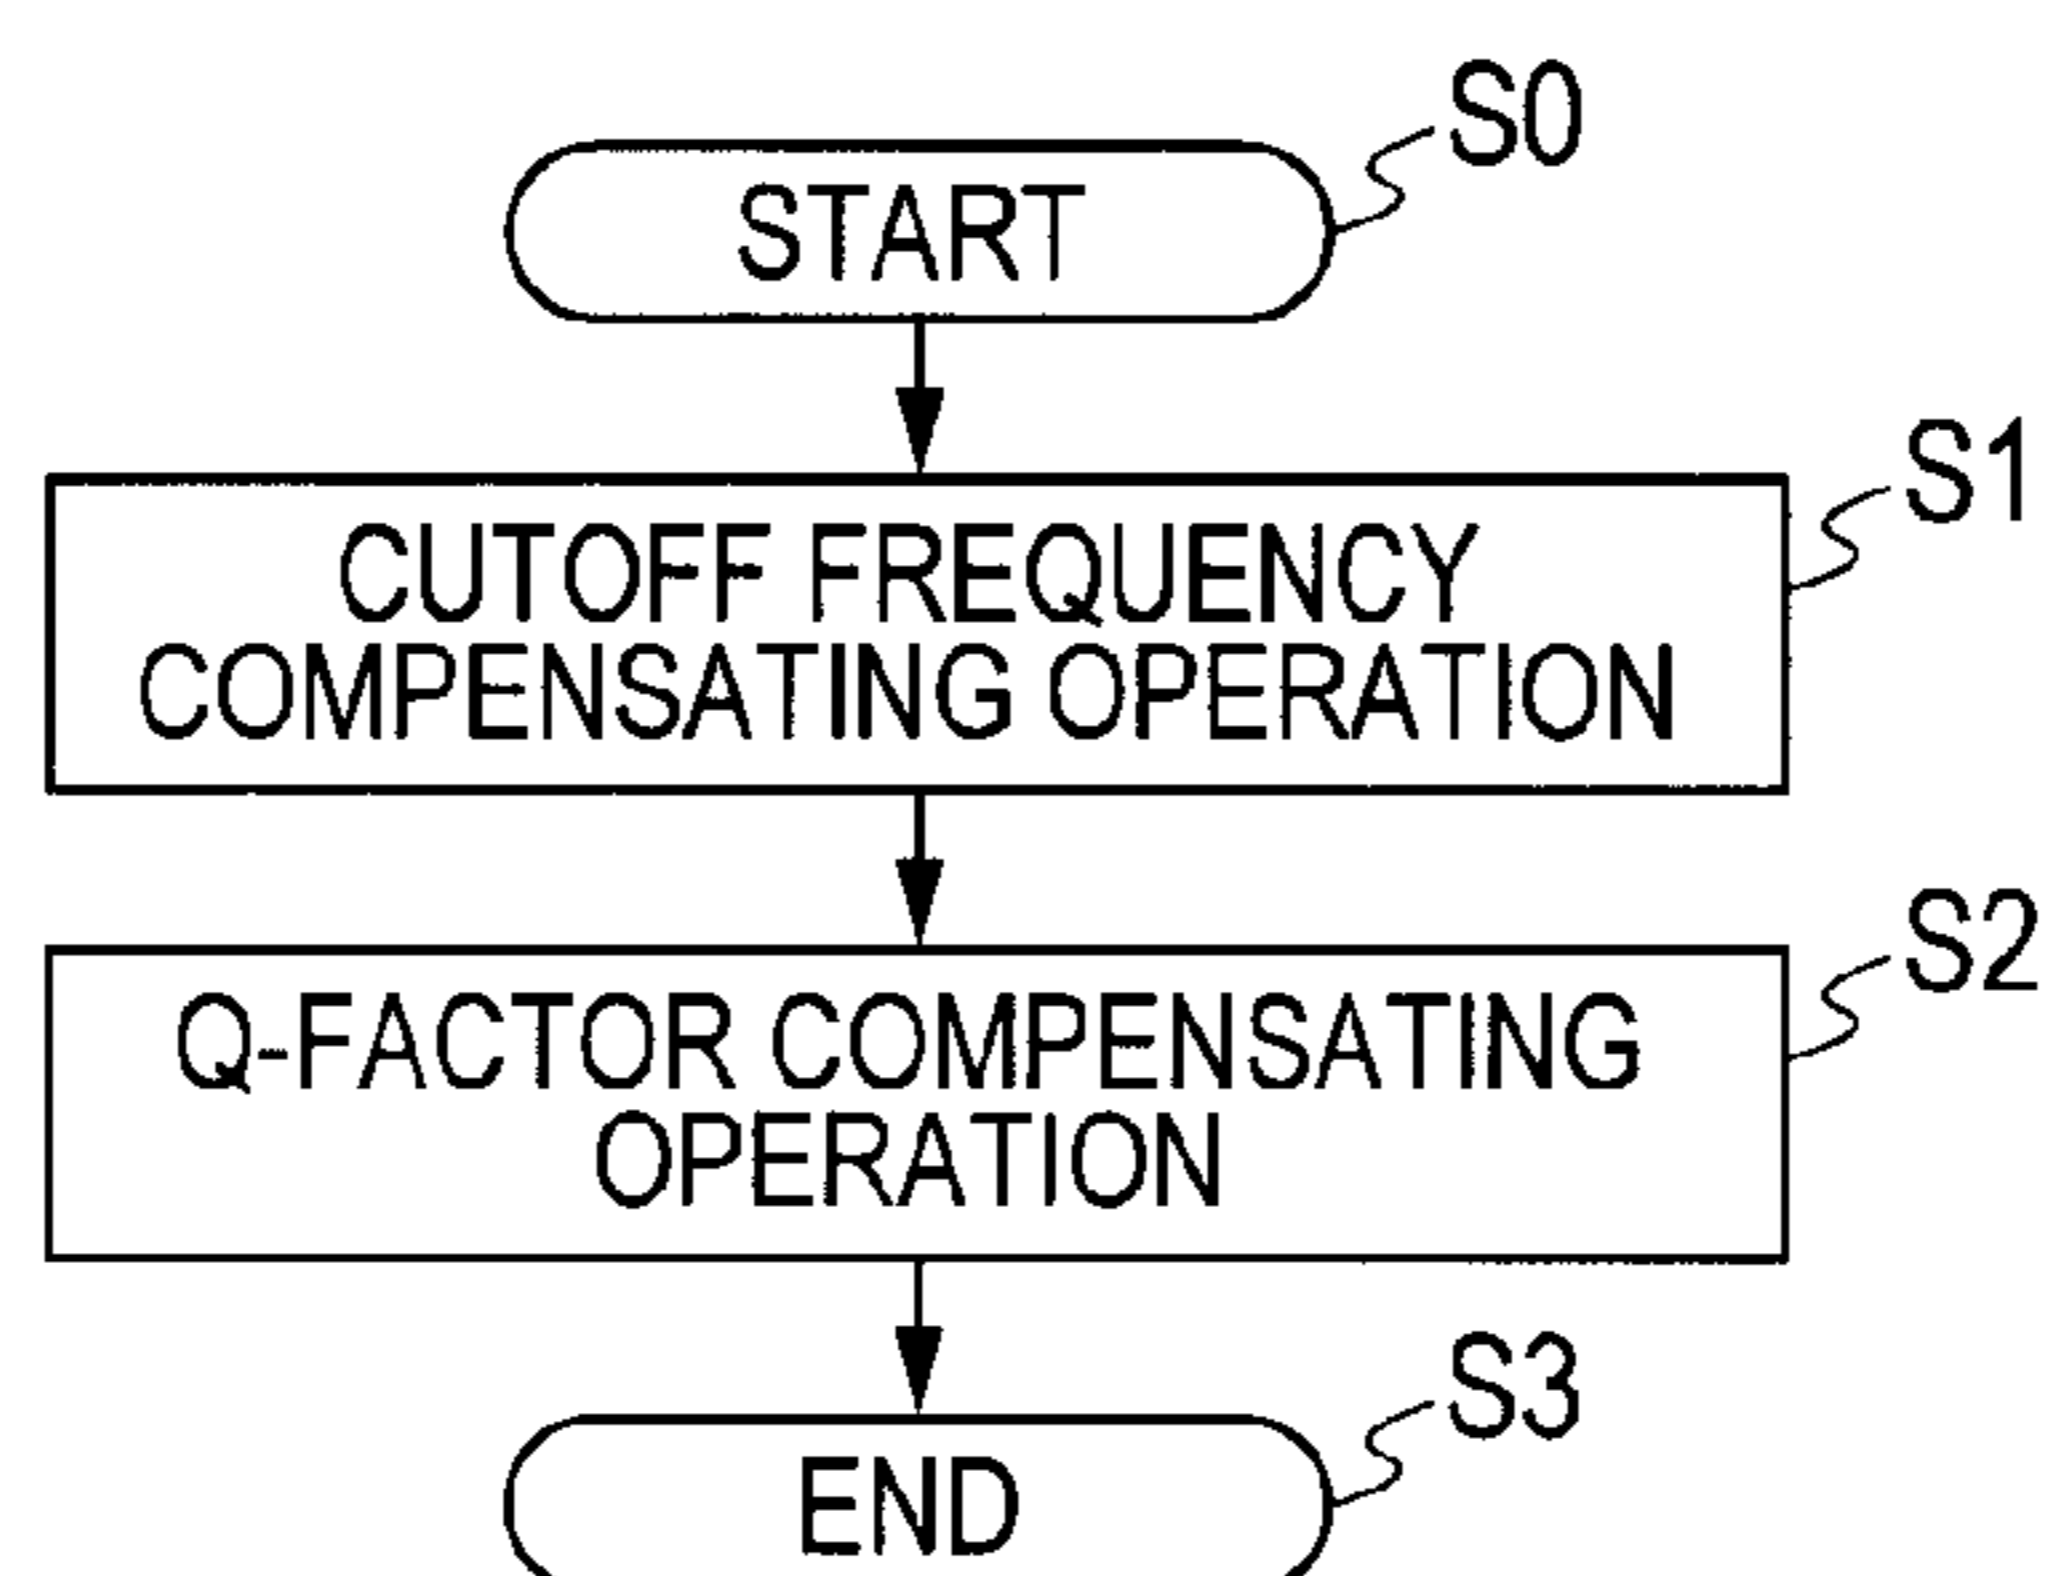 S0
START
S1
CUTOFF FREQUENCY
COMPENSATING OPERATION
S2
Q-FACTOR COMPENSATING
OPERATION
S3
END